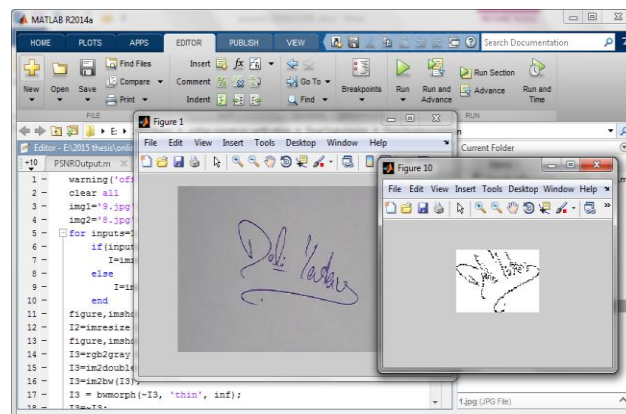 MATLAB R2014a
HOME PLOTS APPS EDITOR PUBLISH VIEW Search Documentation
New Open Save Find Files Compare Print Insert Comment Indent fx Go To Find Breakpoints Run Run and Advance Run Section Advance Run and Time
FILE RUN
E:
Figure 1
File Edit View Insert Tools Desktop Window Help
Editor - E:\2015 thesis\onlin
Current Folder
+10 PSNROutput.m
1 - warning('of
2 - clear all
3 - img1='9.jpg'
4 - img2='8.jpg'
5 - for inputs=
6 - if(input
7 - I=im
8 - else
9 - I=im
10 - end
11 - figure,imsho
12 - I2=imresize
13 - figure,imsho
14 - I3=rgb2gray
15 - I3=im2double
16 - I3=im2bw(I3)
17 - I3 = bwmorph(~I3, 'thin', inf);
18 - I3=~I3;
Figure 10
File Edit View Insert Tools Desktop Window Help
1.jpg (JPG File)